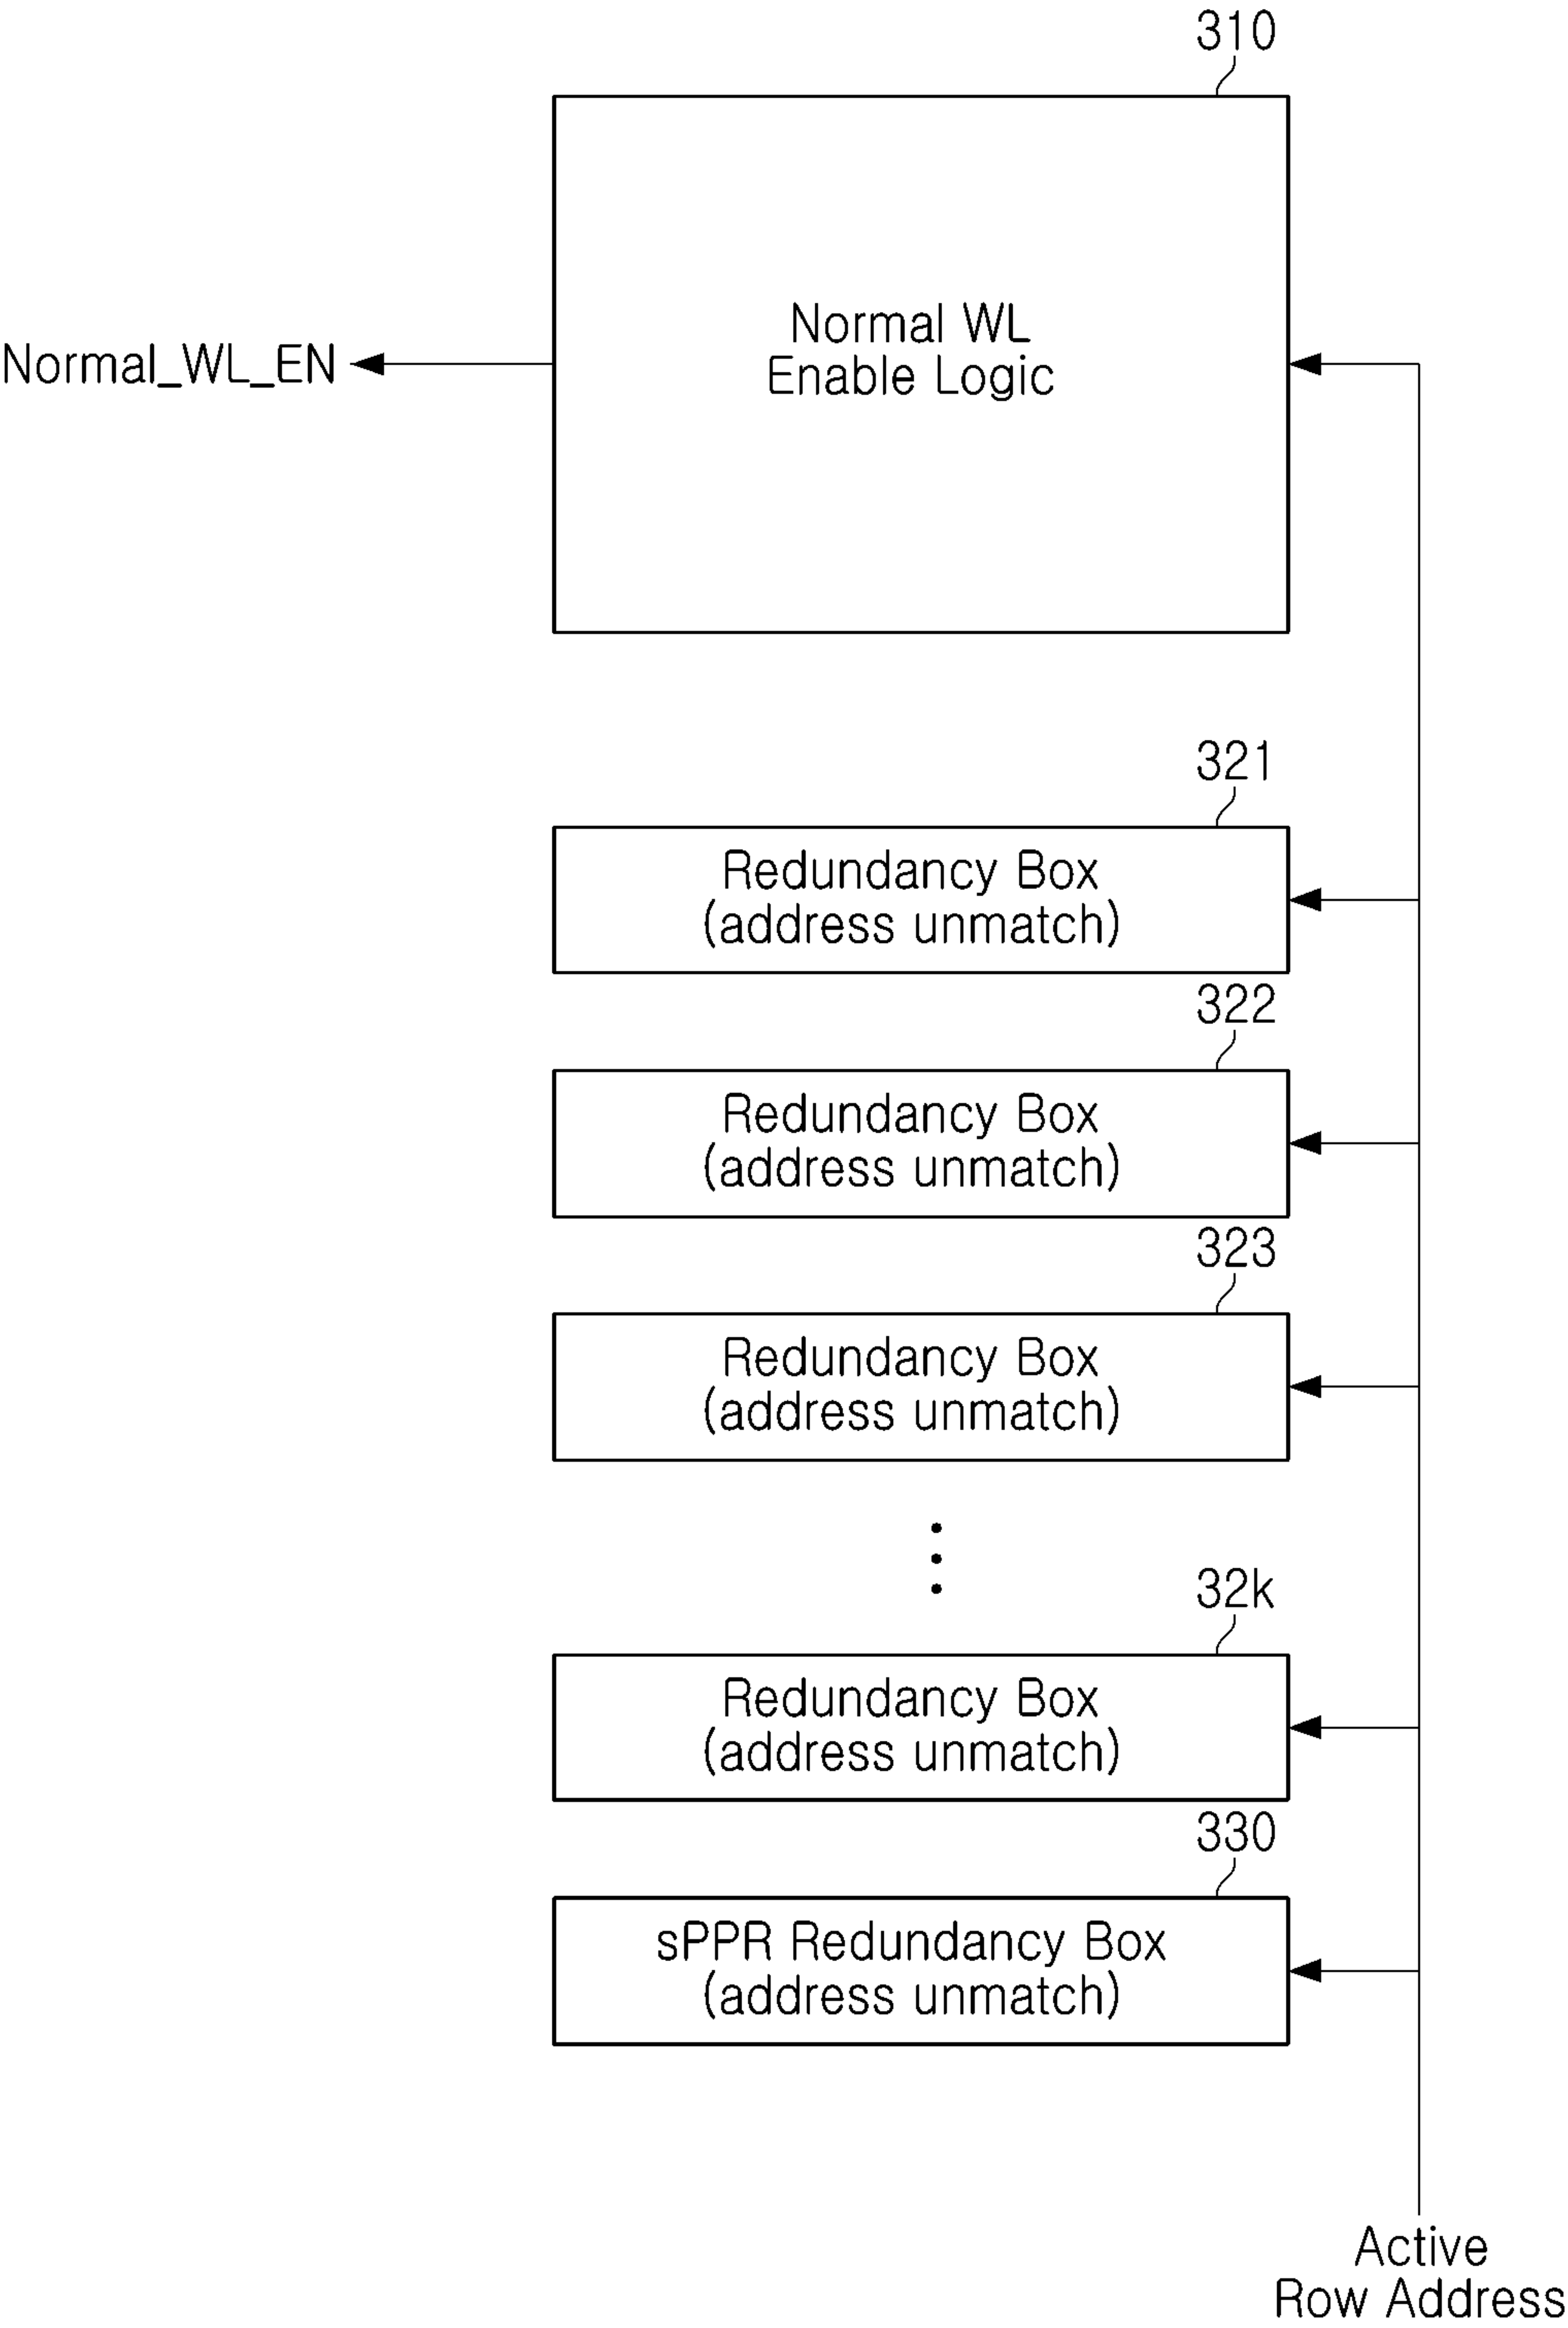 310
Normal WL
Enable Logic
Normal_WL_EN
321
Redundancy Box
(address unmatch)
322
Redundancy Box
(address unmatch)
323
Redundancy Box
(address unmatch)
32k
Redundancy Box
(address unmatch)
330
sPPR Redundancy Box
(address unmatch)
Active
Row Address